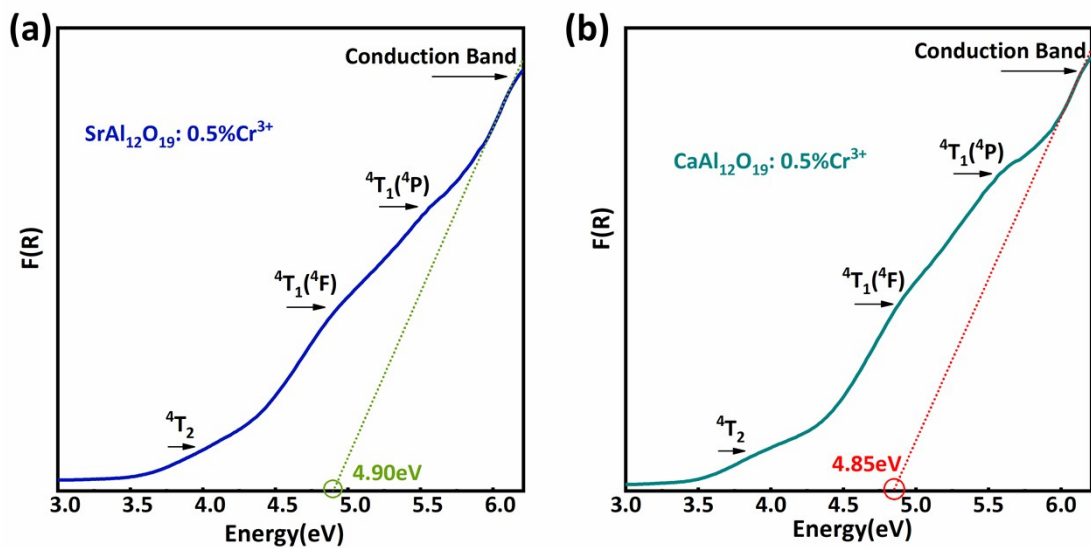 (a)
Conduction Band
SrAl₁₂O₁₉: 0.5%Cr³⁺
⁴T₁(⁴P)
⁴T₁(⁴F)
⁴T₂
4.90eV
F(R)
3.0 3.5 4.0 4.5 5.0 5.5 6.0
Energy(eV)
(b)
Conduction Band
CaAl₁₂O₁₉: 0.5%Cr³⁺
⁴T₁(⁴P)
⁴T₁(⁴F)
⁴T₂
4.85eV
F(R)
3.0 3.5 4.0 4.5 5.0 5.5 6.0
Energy(eV)